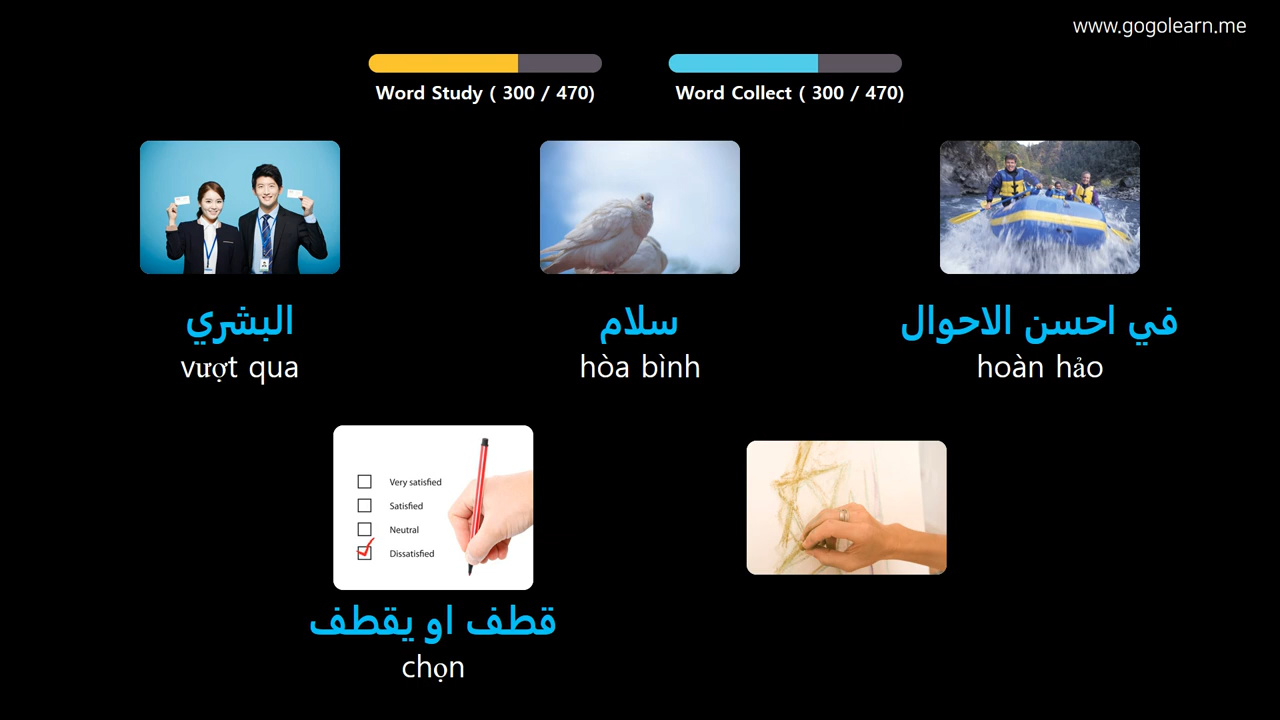 www.gogolearn.me
Word Study ( 300 / 470)
Word Collect ( 300 / 470)
البشري
vượt qua
سلام
hòa bình
في احسن الاحوال
hoàn hảo
Very satisfied
Satisfied
Neutral
Dissatisfied
قطف او يقطف
chọn